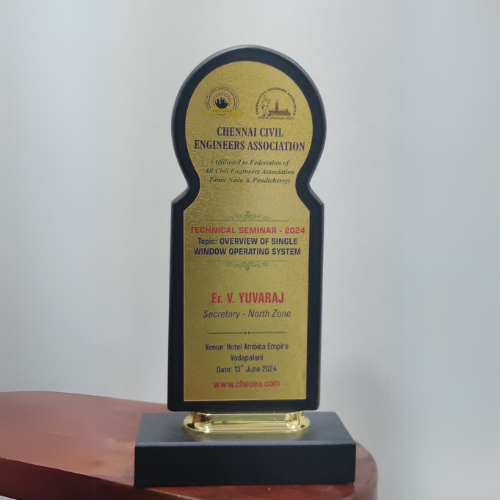 CHENNAI CIVIL
ENGINEERS ASSOCIATION
(Affiliated to Federation of
All Civil Engineers Association
Tamil Nadu & Pondicherry)
TECHNICAL SEMINAR - 2024
Topic: OVERVIEW OF SINGLE
WINDOW OPERATING SYSTEM
Er. V. YUVARAJ
Secretary - North Zone
Venue: Hotel Ambica Empire
Vadapalani
Date: 13th June 2024
www.checea.com